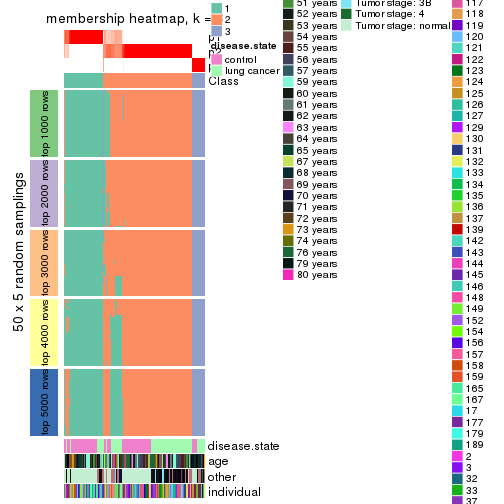 membership heatmap, k =
1
2
3
disease.state
control
lung cancer
Class
50 x 5 random samplings
top 1000 rows
top 2000 rows
top 3000 rows
top 4000 rows
top 5000 rows
disease.state
age
other
individual
51 years
52 years
53 years
54 years
55 years
56 years
57 years
59 years
60 years
61 years
62 years
63 years
64 years
65 years
67 years
68 years
69 years
70 years
71 years
72 years
73 years
74 years
76 years
79 years
80 years
Tumor stage: 3B
Tumor stage: 4
Tumor stage: normal
117
118
119
120
121
122
123
124
125
126
127
129
130
131
132
133
134
135
136
137
139
142
143
144
145
146
148
149
152
154
156
157
158
159
165
167
17
177
179
189
2
3
32
33
37